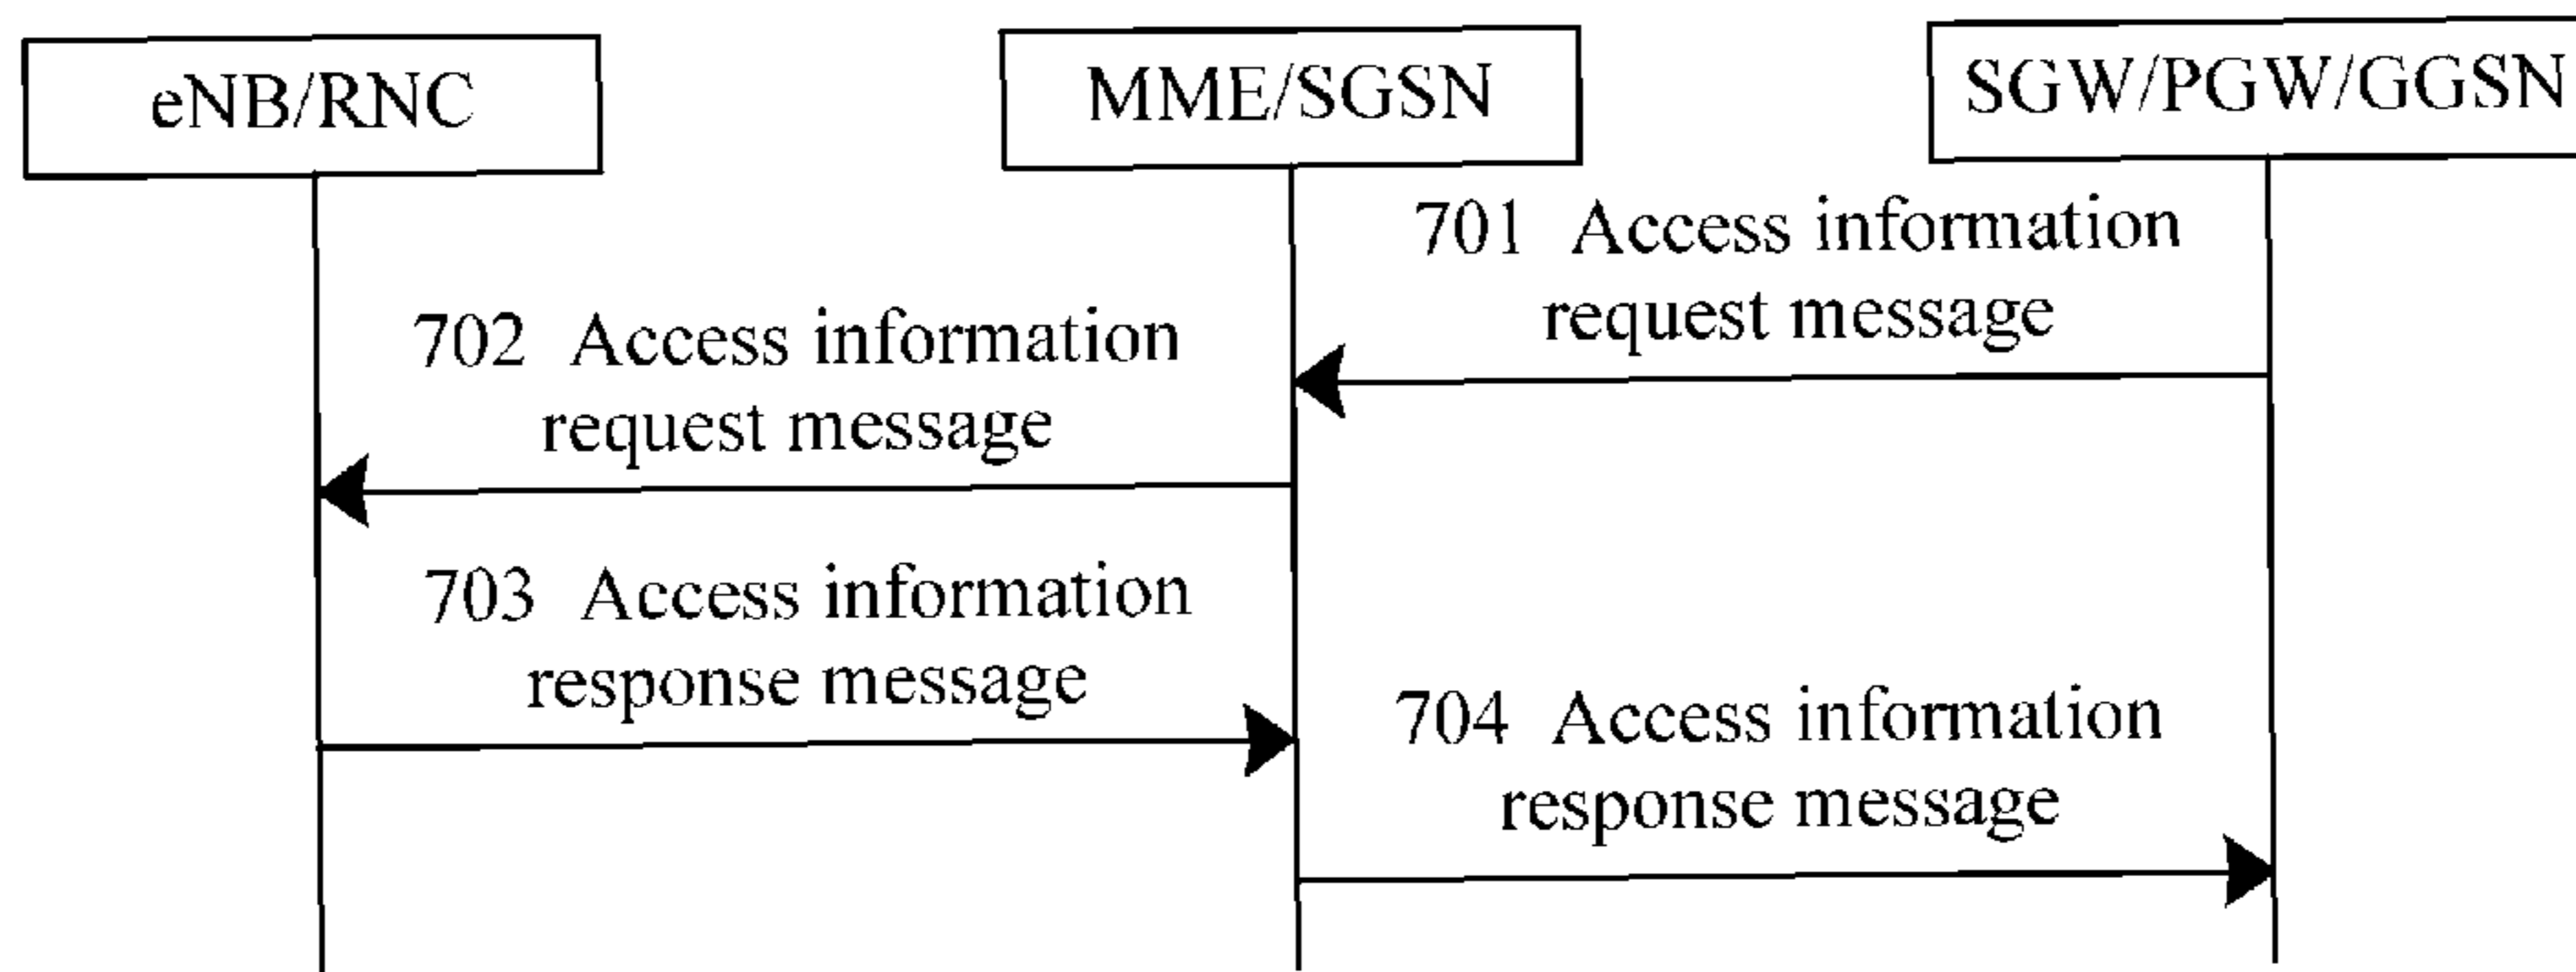 eNB/RNC
MME/SGSN
SGW/PGW/GGSN
701 Access information
request message
702 Access information
request message
703 Access information
response message
704 Access information
response message